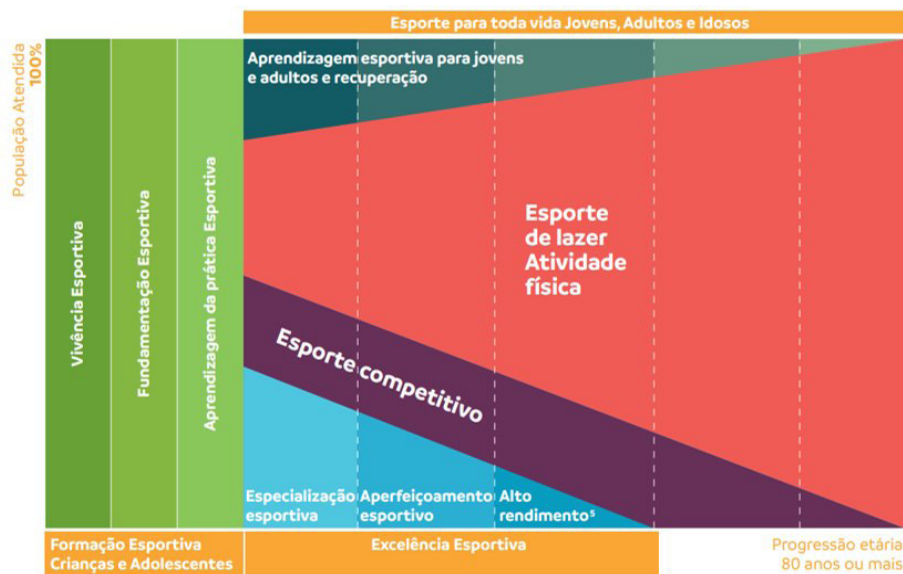 Esporte para toda vida Jovens, Adultos e Idosos
População Atendida
100%
Vivência Esportiva
Fundamentação Esportiva
Aprendizagem da prática Esportiva
Aprendizagem esportiva para jovens
e adultos e recuperação
Esporte
de lazer
Atividade
física
Esporte competitivo
Especialização
esportiva
Aperfeiçoamento
esportivo
Alto
rendimento⁵
Formação Esportiva
Crianças e Adolescentes
Excelência Esportiva
Progressão etária
80 anos ou mais